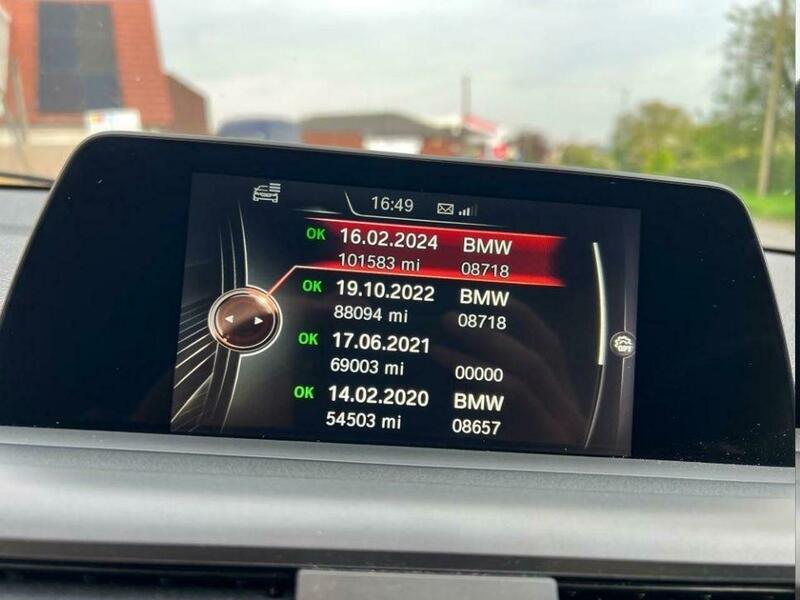 16:49
OK 16.02.2024 BMW
101583 mi 08718
OK 19.10.2022 BMW
88094 mi 08718
OK 17.06.2021
69003 mi 00000
OK 14.02.2020 BMW
54503 mi 08657
OPT